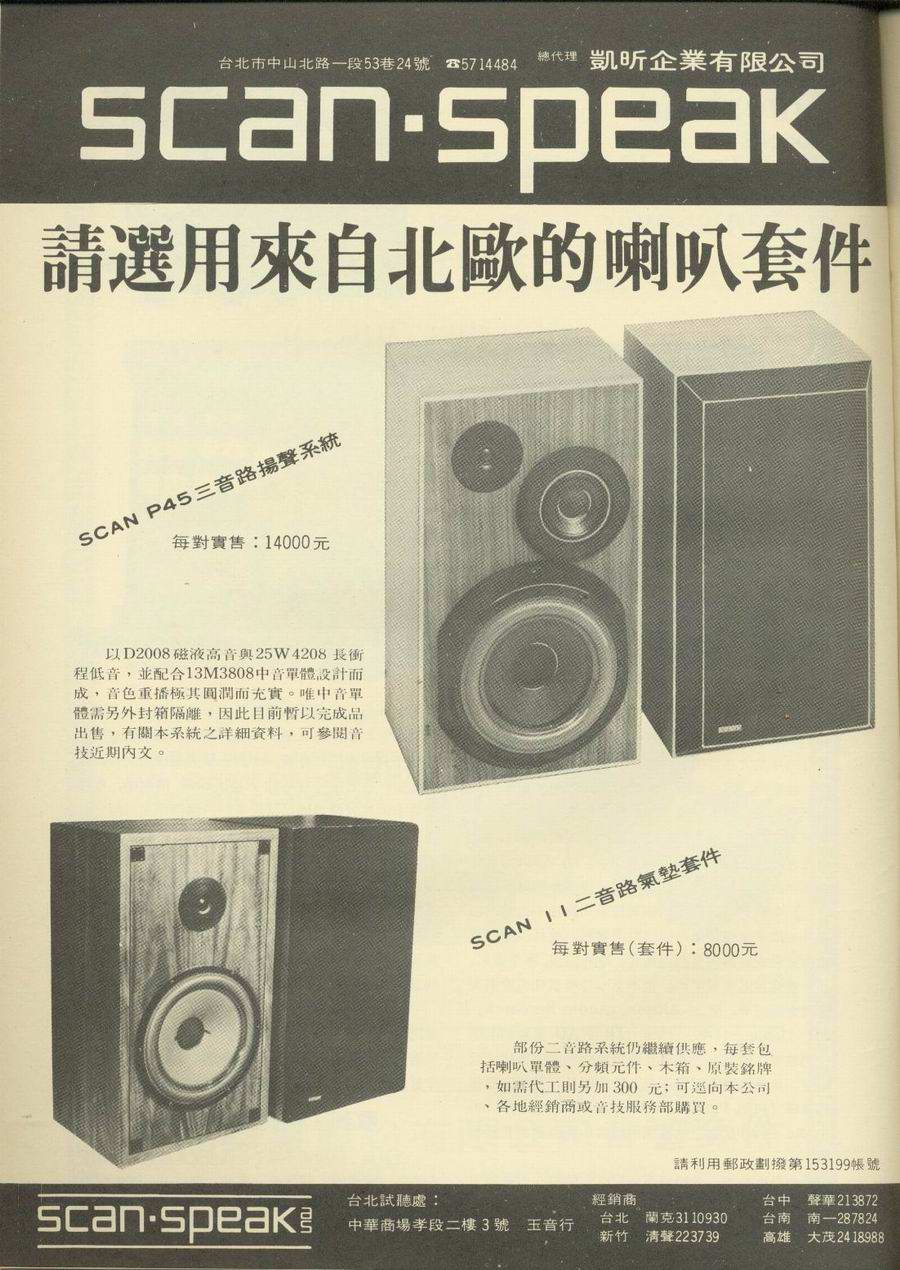 台北市中山北路一段53巷24號 ☎5714484 總代理 凱昕企業有限公司
scan·speak
請選用來自北歐的喇叭套件
SCAN P45三音路揚聲系統
每對實售：14000元
以D2008磁液高音與25W4208 長衝
程低音，並配合13M3808中音單體設計而
成，音色重播極其圓潤而充實。唯中音單
體需另外封箱隔離，因此目前暫以完成品
出售，有關本系統之詳細資料，可參閱音
技近期內文。
SCAN 11二音路氣墊套件
每對實售(套件)：8000元
部份二音路系統仍繼續供應，每套包
括喇叭單體、分頻元件、木箱、原裝銘牌
，如需代工則另加300 元；可逕向本公司
、各地經銷商或音技服務部購買。
請利用郵政劃撥第153199帳號
scan·speak
台北試聽處：
中華商場孝段二樓3號 玉音行
經銷商
台北 蘭克3110930
新竹 清聲223739
台中 聲華213872
台南 南一287824
高雄 大茂2418988